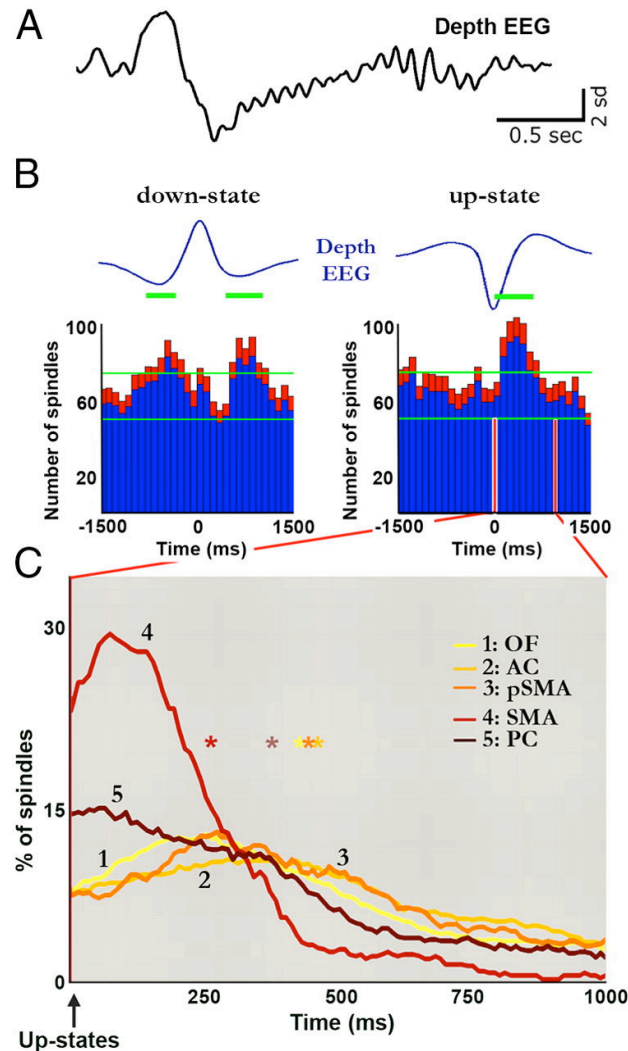 A
Depth EEG
2 sd
0.5 sec
B
down-state
up-state
Depth
EEG
Number of spindles
100
60
20
-1500
0
1500
Time (ms)
Number of spindles
100
60
20
-1500
0
1500
Time (ms)
C
% of spindles
30
15
0
4
5
1
2
3
* * * * *
1: OF
2: AC
3: pSMA
4: SMA
5: PC
250
500
750
1000
Time (ms)
Up-states